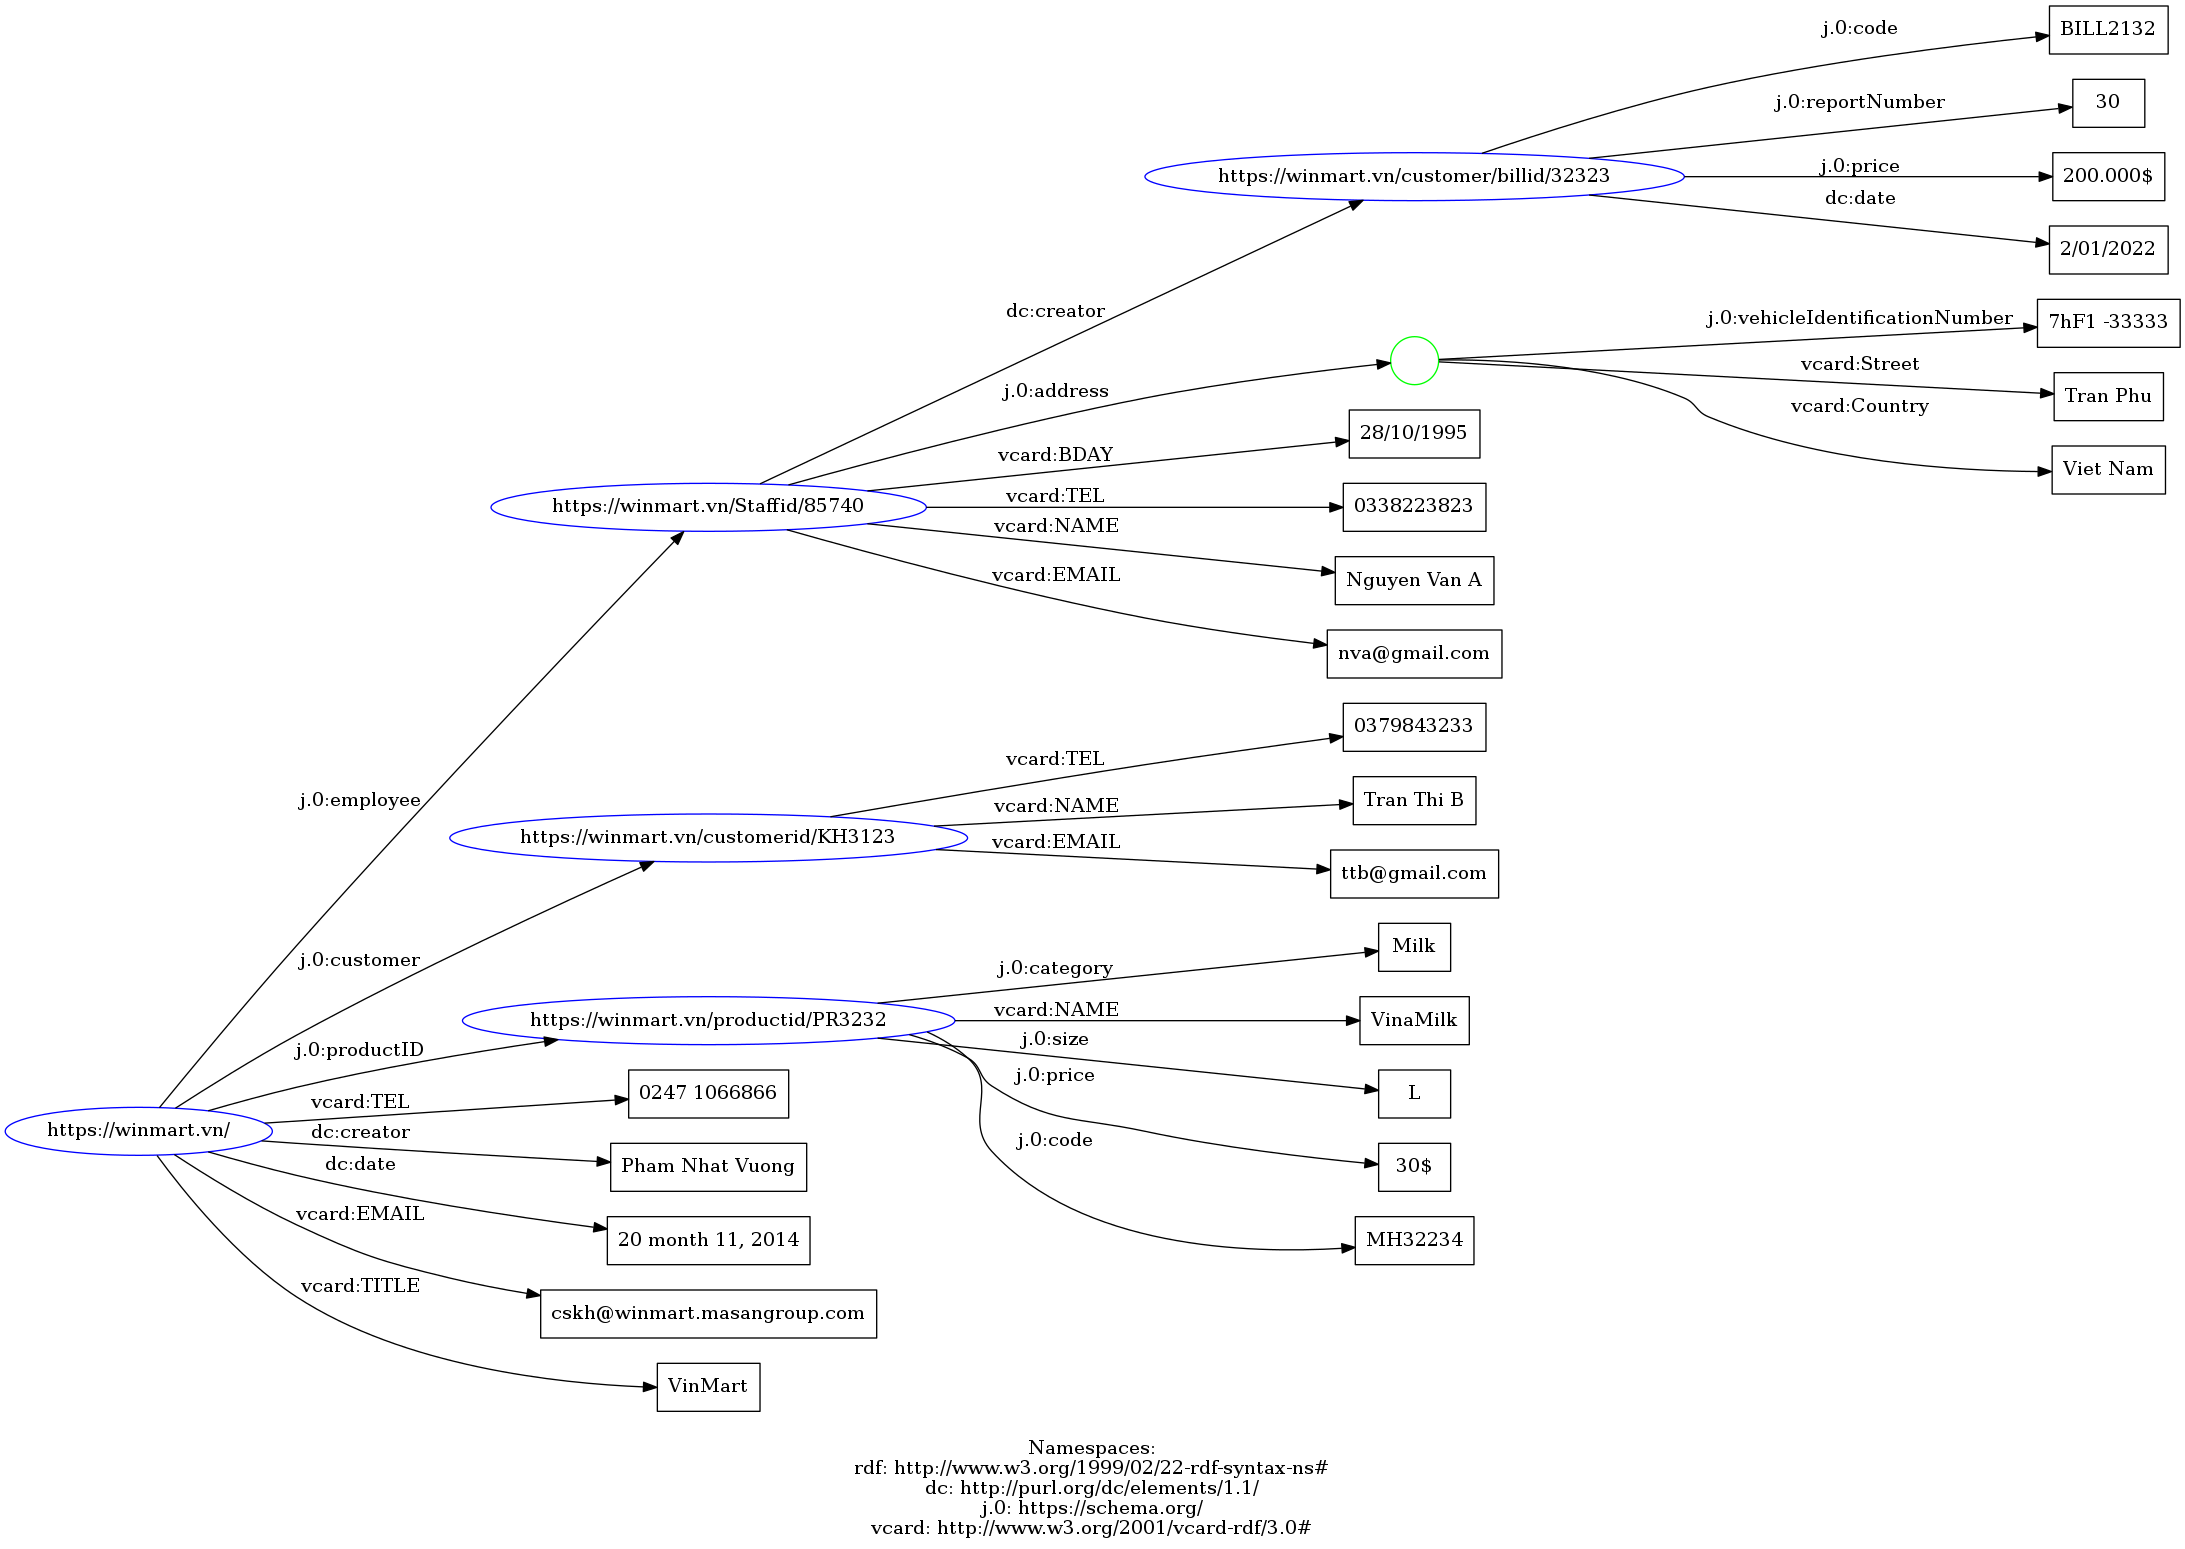 j.0:code
BILL2132
j.0:reportNumber
30
https://winmart.vn/customer/billid/32323
j.0:price
200.000$
dc:date
2/01/2022
dc:creator
j.0:vehicleIdentificationNumber
7hF1 -33333
vcard:Street
Tran Phu
j.0:address
vcard:Country
Viet Nam
vcard:BDAY
28/10/1995
https://winmart.vn/Staffid/85740
vcard:TEL
0338223823
vcard:NAME
Nguyen Van A
vcard:EMAIL
nva@gmail.com
j.0:employee
vcard:TEL
0379843233
https://winmart.vn/customerid/KH3123
vcard:NAME
Tran Thi B
vcard:EMAIL
ttb@gmail.com
j.0:customer
j.0:category
Milk
https://winmart.vn/productid/PR3232
vcard:NAME
VinaMilk
j.0:size
L
j.0:price
30$
j.0:code
MH32234
j.0:productID
https://winmart.vn/
vcard:TEL
0247 1066866
dc:creator
Pham Nhat Vuong
dc:date
20 month 11, 2014
vcard:EMAIL
cskh@winmart.masangroup.com
vcard:TITLE
VinMart
Namespaces:
rdf: http://www.w3.org/1999/02/22-rdf-syntax-ns#
dc: http://purl.org/dc/elements/1.1/
j.0: https://schema.org/
vcard: http://www.w3.org/2001/vcard-rdf/3.0#